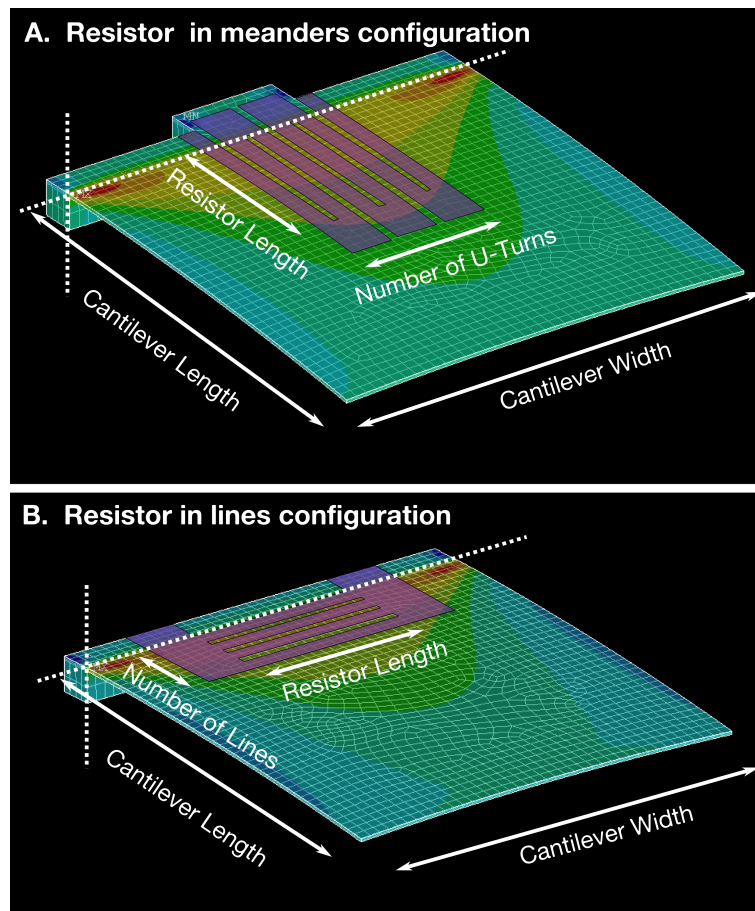 A. Resistor in meanders configuration
MN
Resistor Length
Number of U-Turns
Cantilever Length
Cantilever Width
B. Resistor in lines configuration
Resistor Length
Number of Lines
Cantilever Length
Cantilever Width